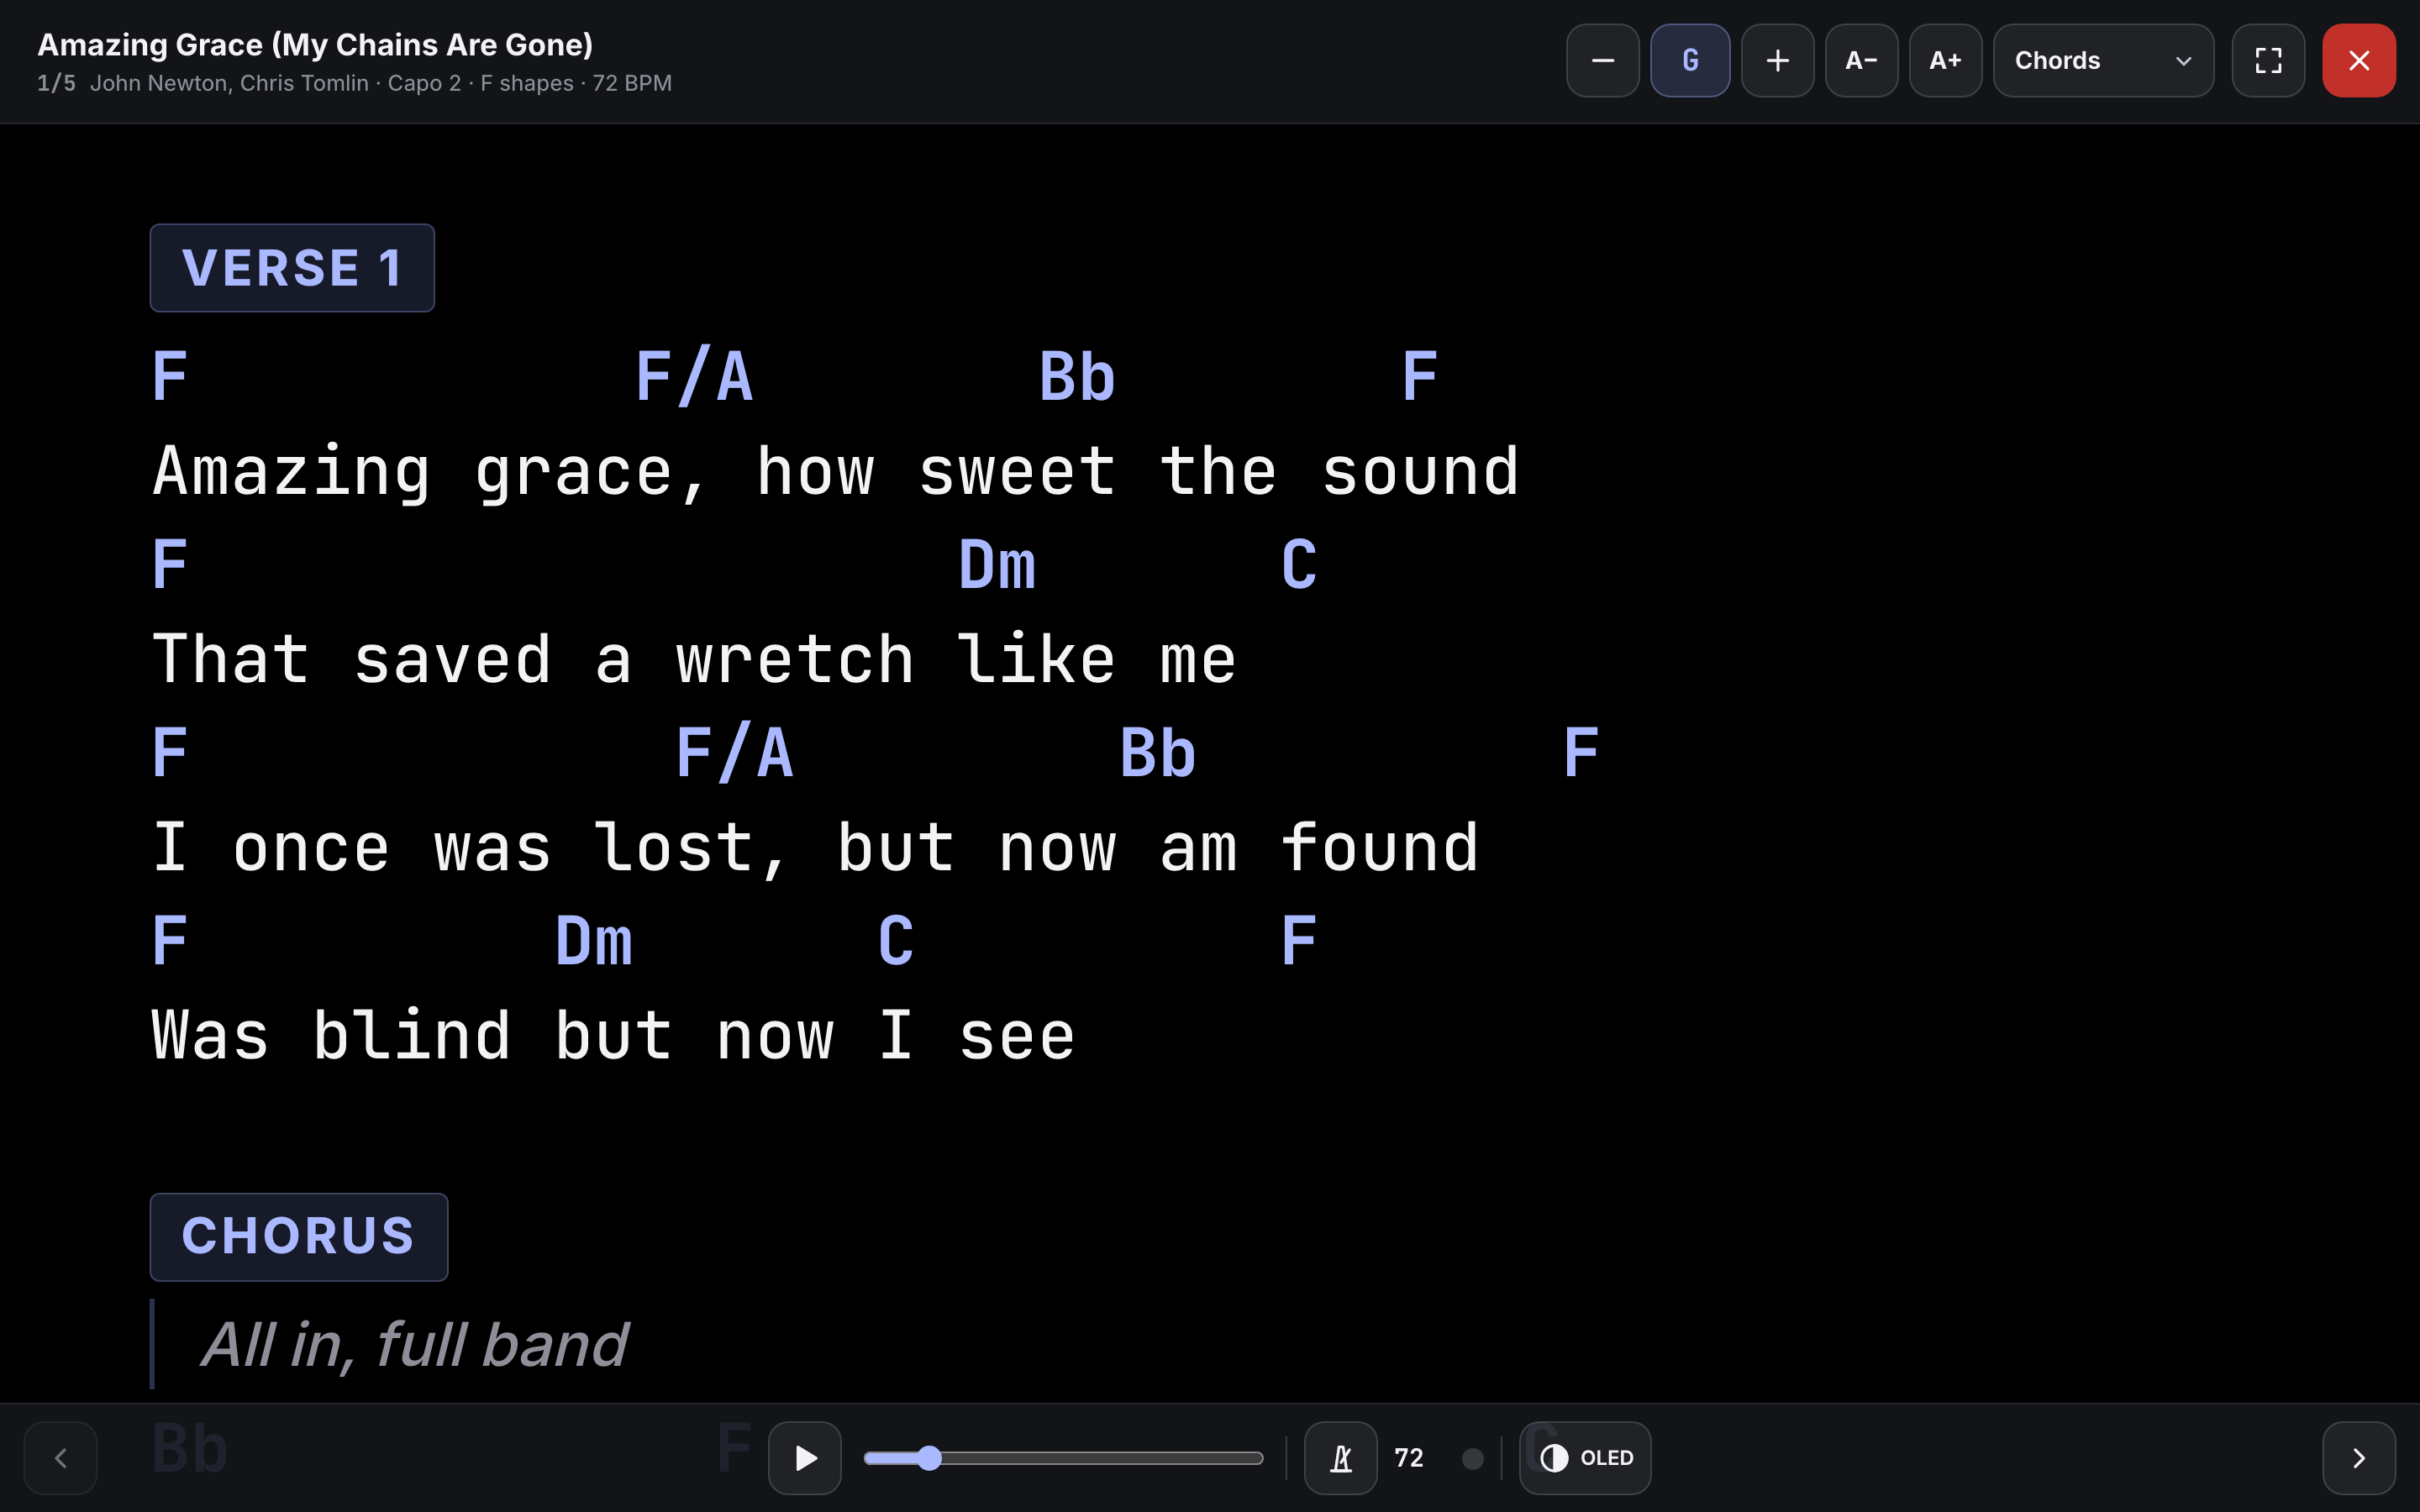 Amazing Grace (My Chains Are Gone)
1/5 John Newton, Chris Tomlin · Capo 2 · F shapes · 72 BPM
G A− A+ Chords
VERSE 1
F F/A Bb F
Amazing grace, how sweet the sound
F Dm C
That saved a wretch like me
F F/A Bb F
I once was lost, but now am found
F Dm C F
Was blind but now I see
CHORUS
All in, full band
Bb F C
72 OLED